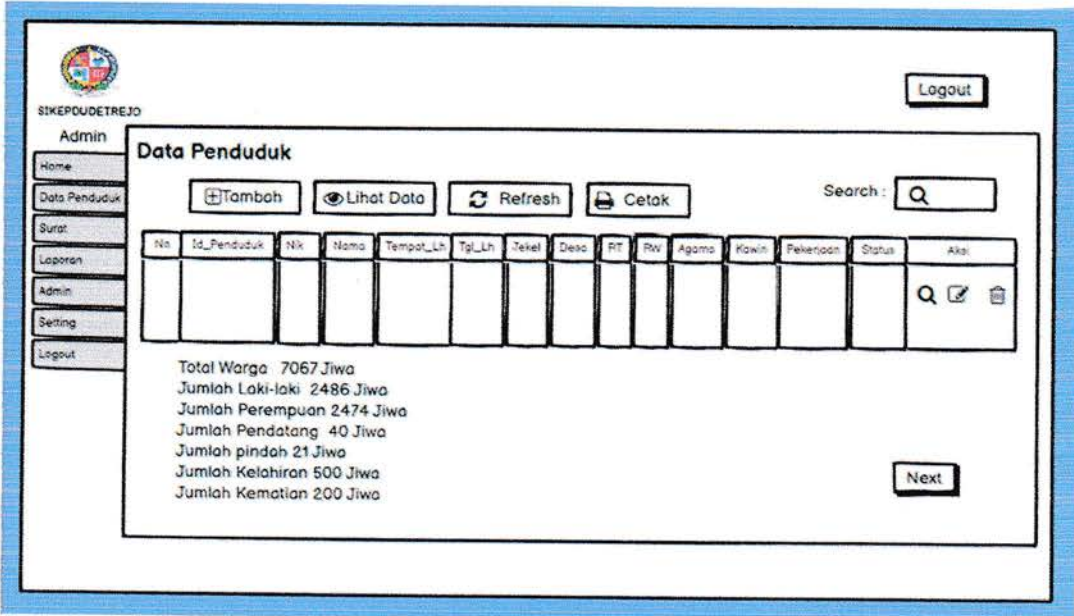 SIKEPDUDETREJO
Logout
Admin
Home
Data Penduduk
Surat
Laporan
Admin
Setting
Logout
Data Penduduk
Tambah Lihat Data Refresh Cetak Search :
No Id_Penduduk Nik Nama Tempat_Lh Tgl_Lh Jekel Desa RT RW Agama Kawin Pekerjaan Status Aksi
Total Warga 7067 Jiwa
Jumlah Laki-laki 2486 Jiwa
Jumlah Perempuan 2474 Jiwa
Jumlah Pendatang 40 Jiwa
Jumlah pindah 21 Jiwa
Jumlah Kelahiran 500 Jiwa
Jumlah Kematian 200 Jiwa
Next